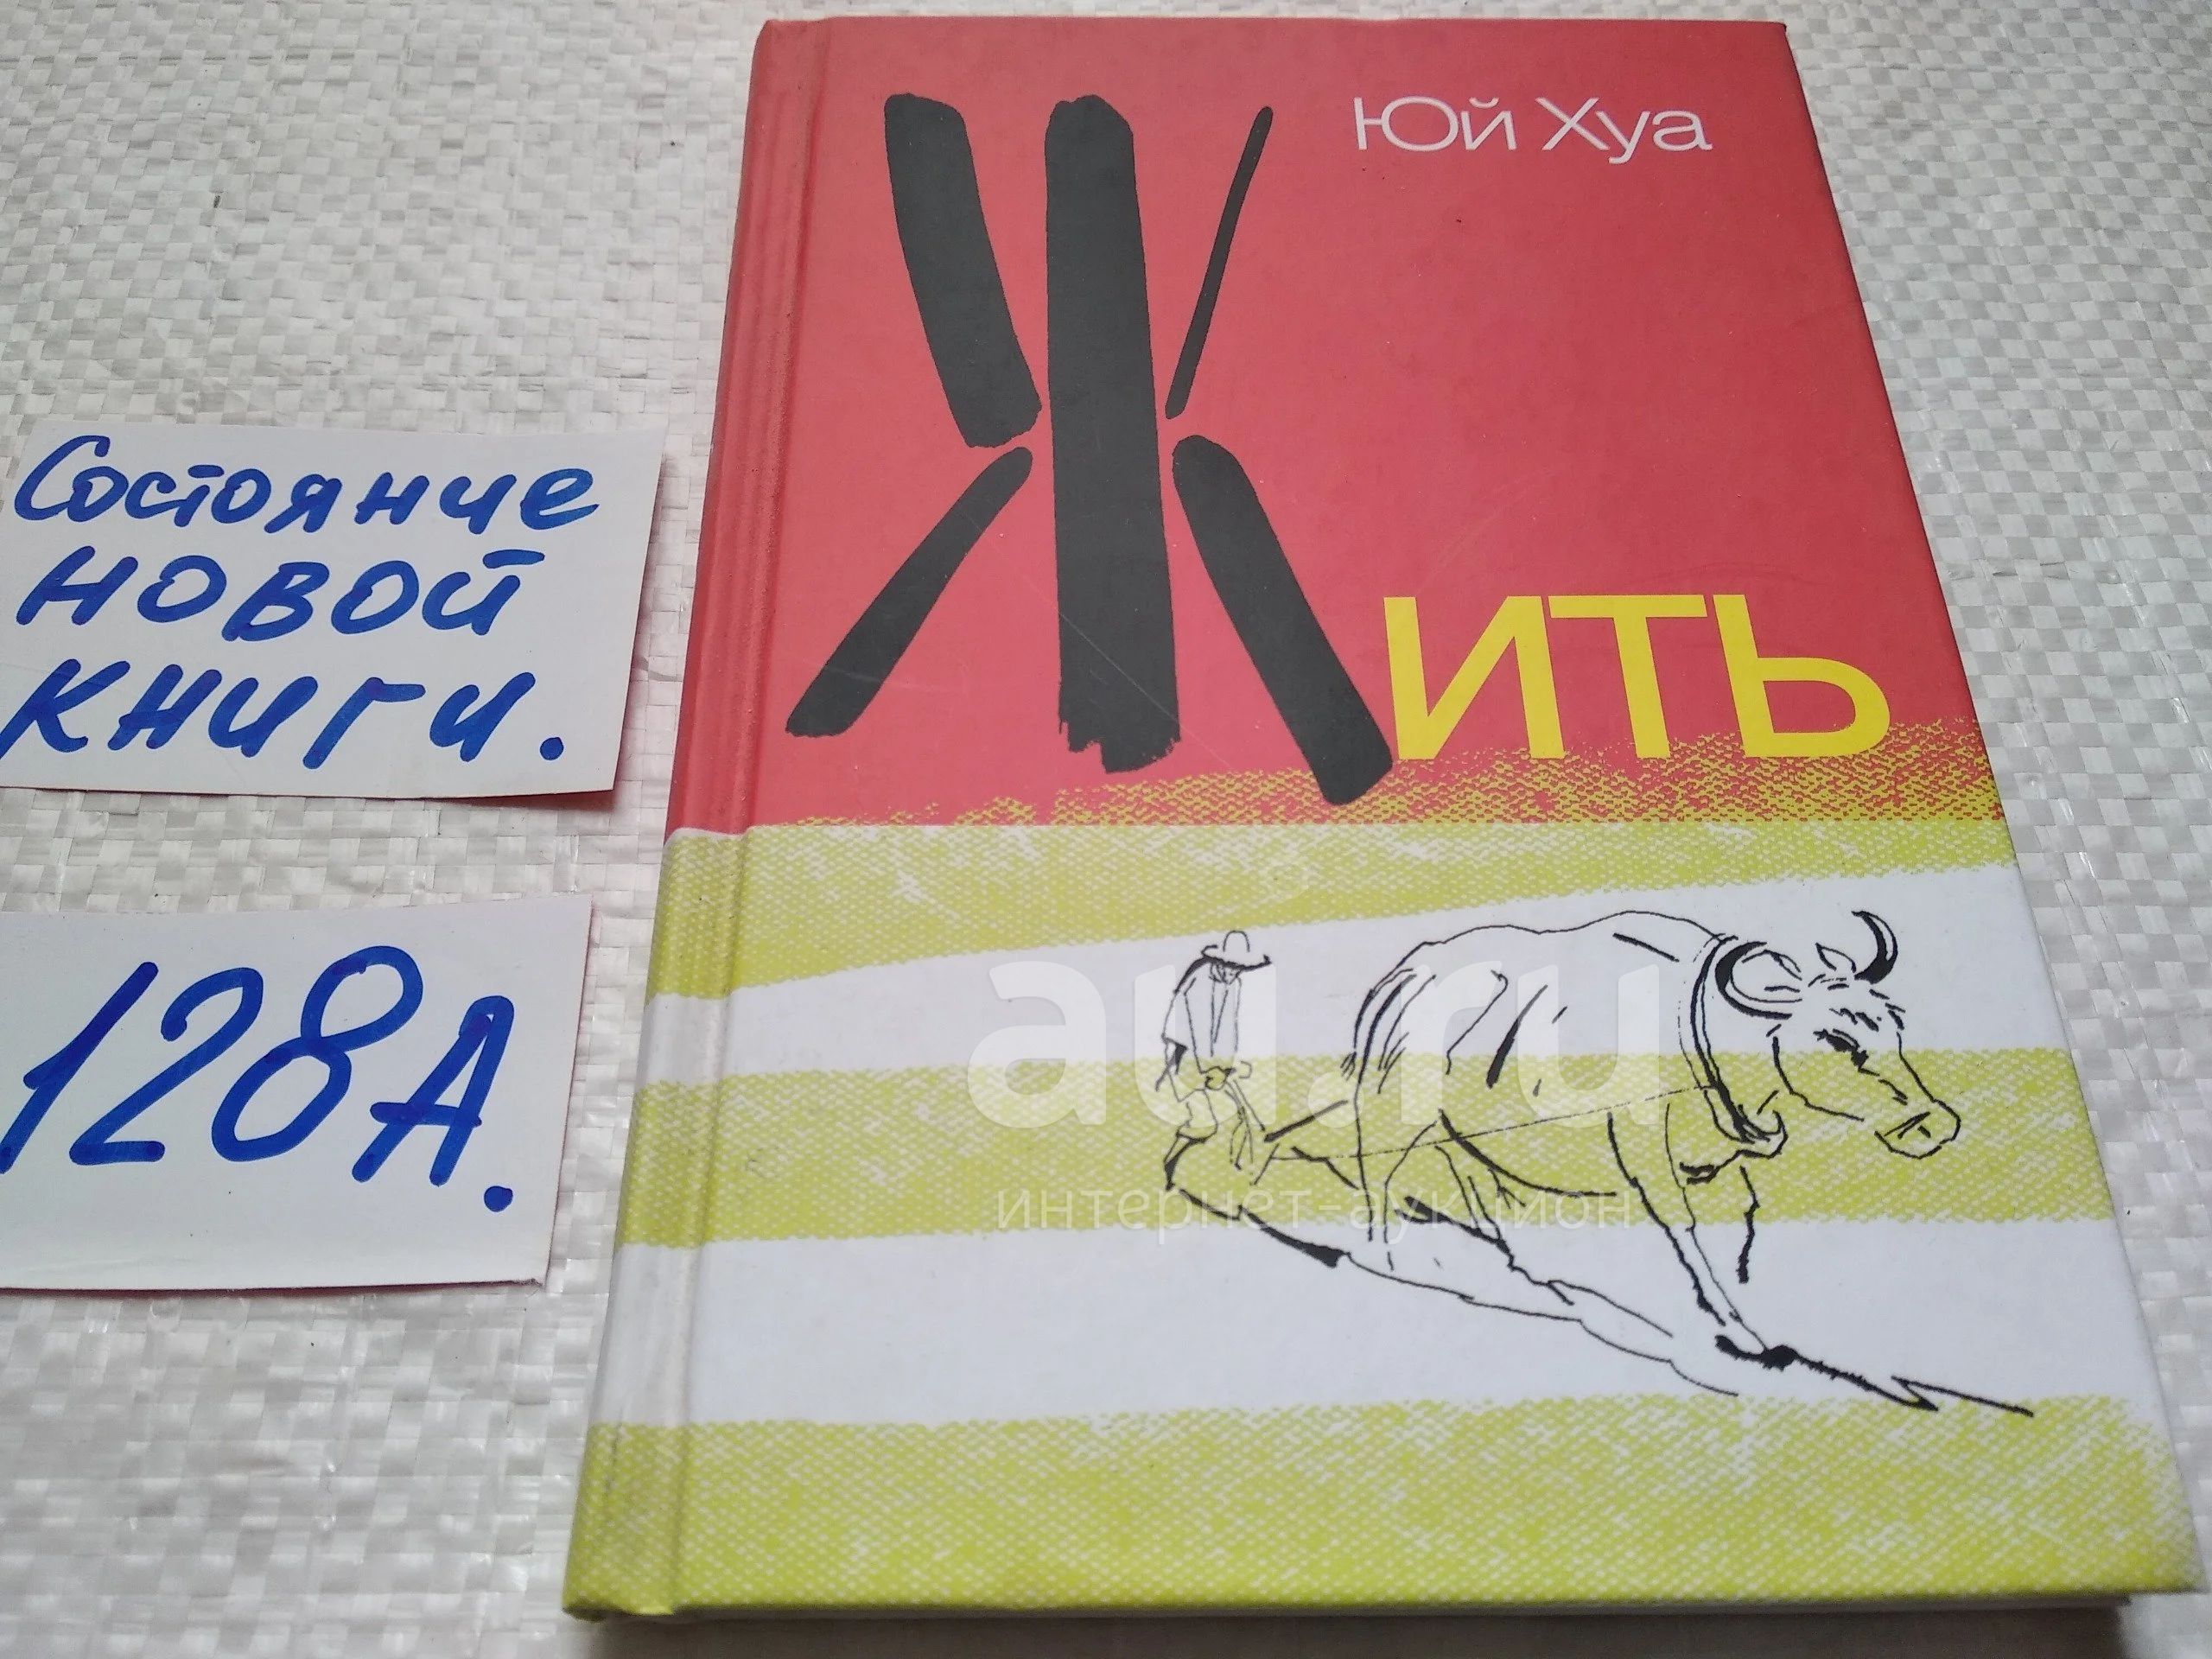 Юй Хуа
Жить
Состояние
новой
книги.
128А.
au.ru
интернет-аукцион